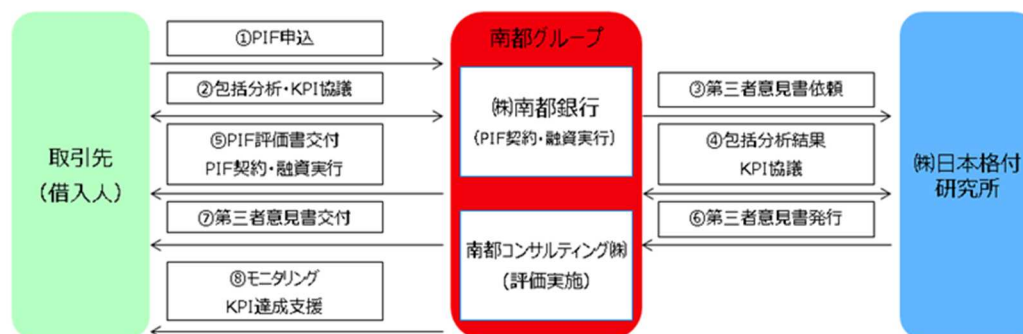 ①PIF申込
②包括分析・KPI協議
⑤PIF評価書交付
PIF契約・融資実行
⑦第三者意見書交付
⑧モニタリング
KPI達成支援
取引先
(借入人)
南都グループ
㈱南都銀行
(PIF契約・融資実行)
南都コンサルティング㈱
(評価実施)
③第三者意見書依頼
④包括分析結果
KPI協議
⑥第三者意見書発行
㈱日本格付
研究所